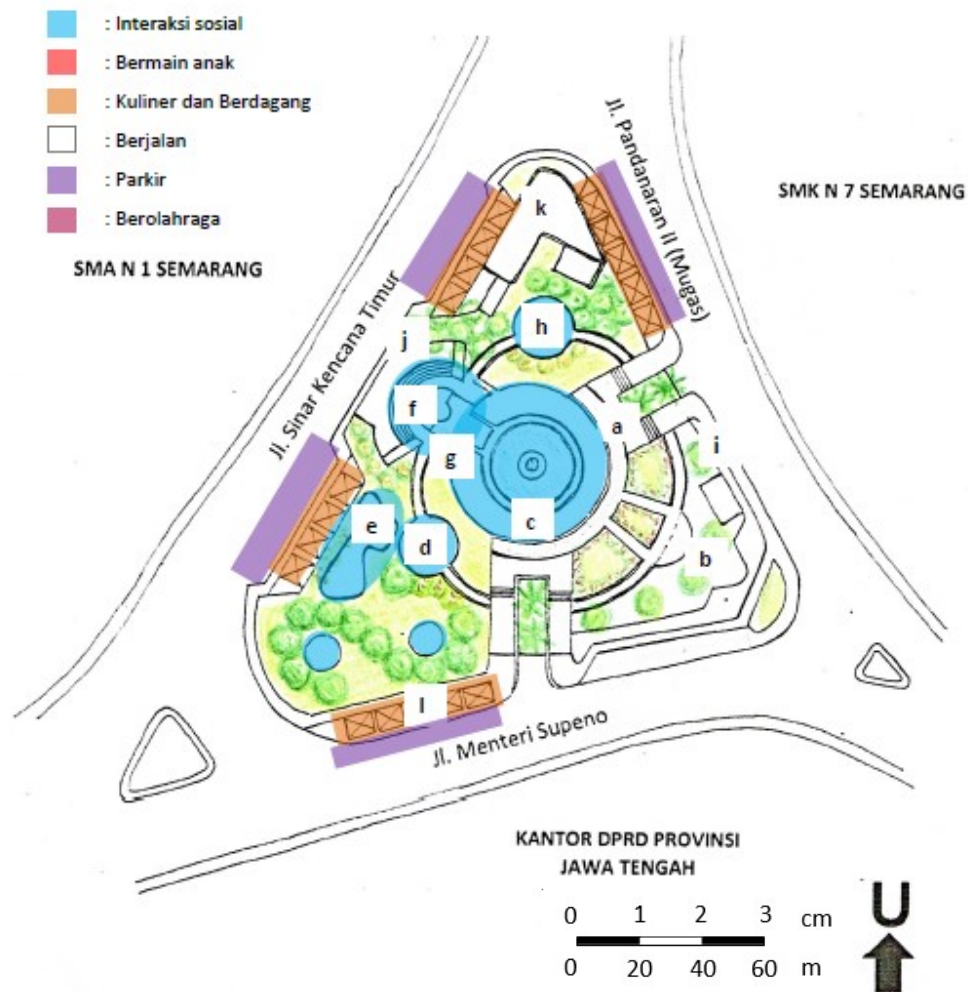 : Interaksi sosial
: Bermain anak
: Kuliner dan Berdagang
: Berjalan
: Parkir
: Berolahraga
SMA N 1 SEMARANG
SMK N 7 SEMARANG
Jl. Pandanaran II (Mugas)
Jl. Sinar Kencana Timur
k
h
j
f
a
g
i
c
e
d
b
l
Jl. Menteri Supeno
KANTOR DPRD PROVINSI
JAWA TENGAH
0 1 2 3 cm
0 20 40 60 m
U